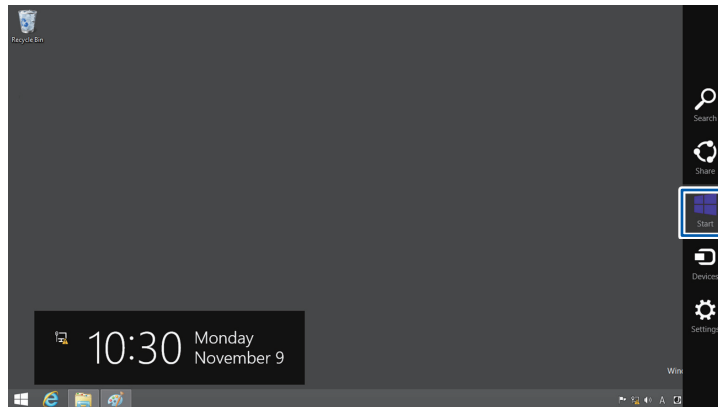 Recycle Bin
Search
Share
Start
Devices
Settings
10:30
Monday
November 9
Win
A